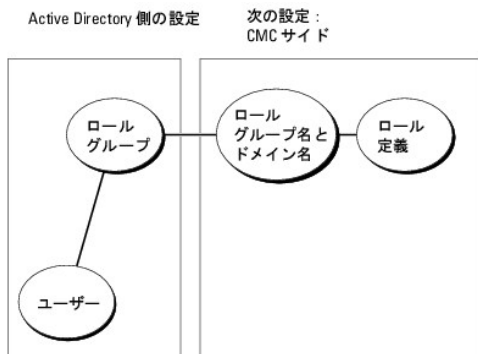 Active Directory 側の設定
次の設定：
CMC サイド
ロール
グループ
ロール
グループ名と
ドメイン名
ロール
定義
ユーザー